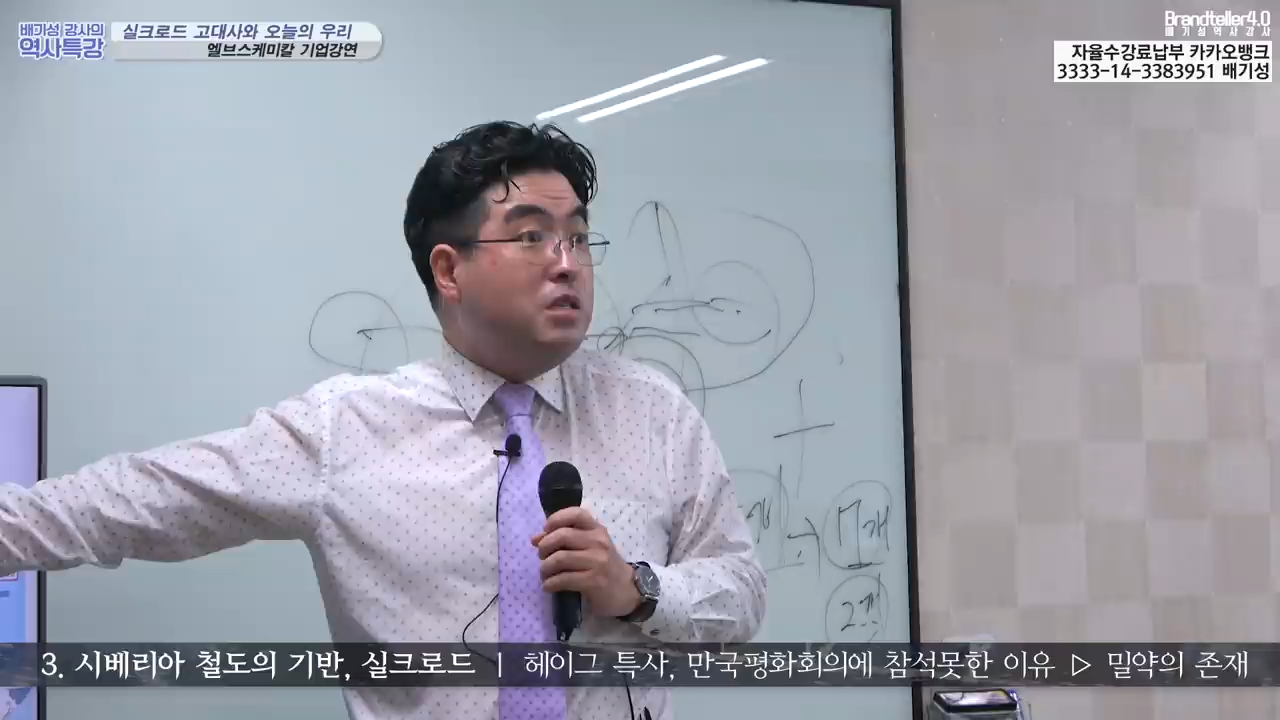 배기성 강사의
역사특강
실크로드 고대사와 오늘의 우리
엘브스케미칼 기업강연
Brandteller4.0
배기성역사강사
자율수강료납부 카카오뱅크
3333-14-3383951 배기성
7개
3. 시베리아 철도의 기반, 실크로드 | 헤이그 특사, 만국평화회의에 참석못한 이유 ▷ 밀약의 존재